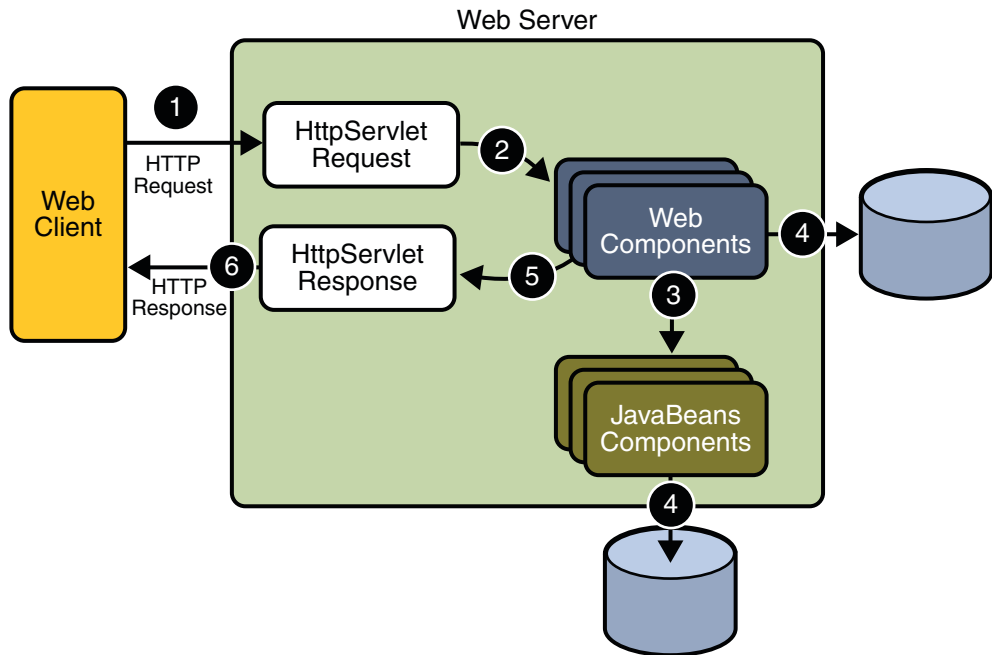 Web Server
1
HTTP
Request
HttpServlet
Request
2
Web
Client
Web
Components
4
6
HTTP
Response
HttpServlet
Response
5
3
JavaBeans
Components
4